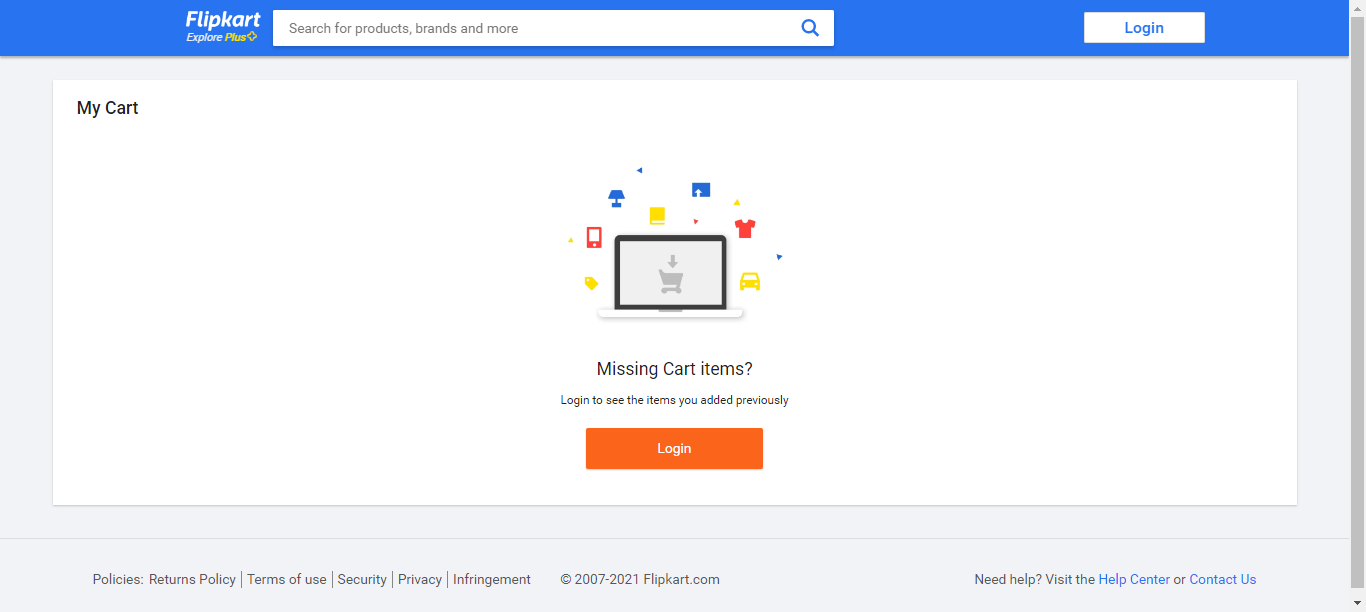 Flipkart
Explore Plus
Search for products, brands and more
Login
My Cart
Missing Cart items?
Login to see the items you added previously
Login
Policies: Returns Policy | Terms of use | Security | Privacy | Infringement © 2007-2021 Flipkart.com Need help? Visit the Help Center or Contact Us